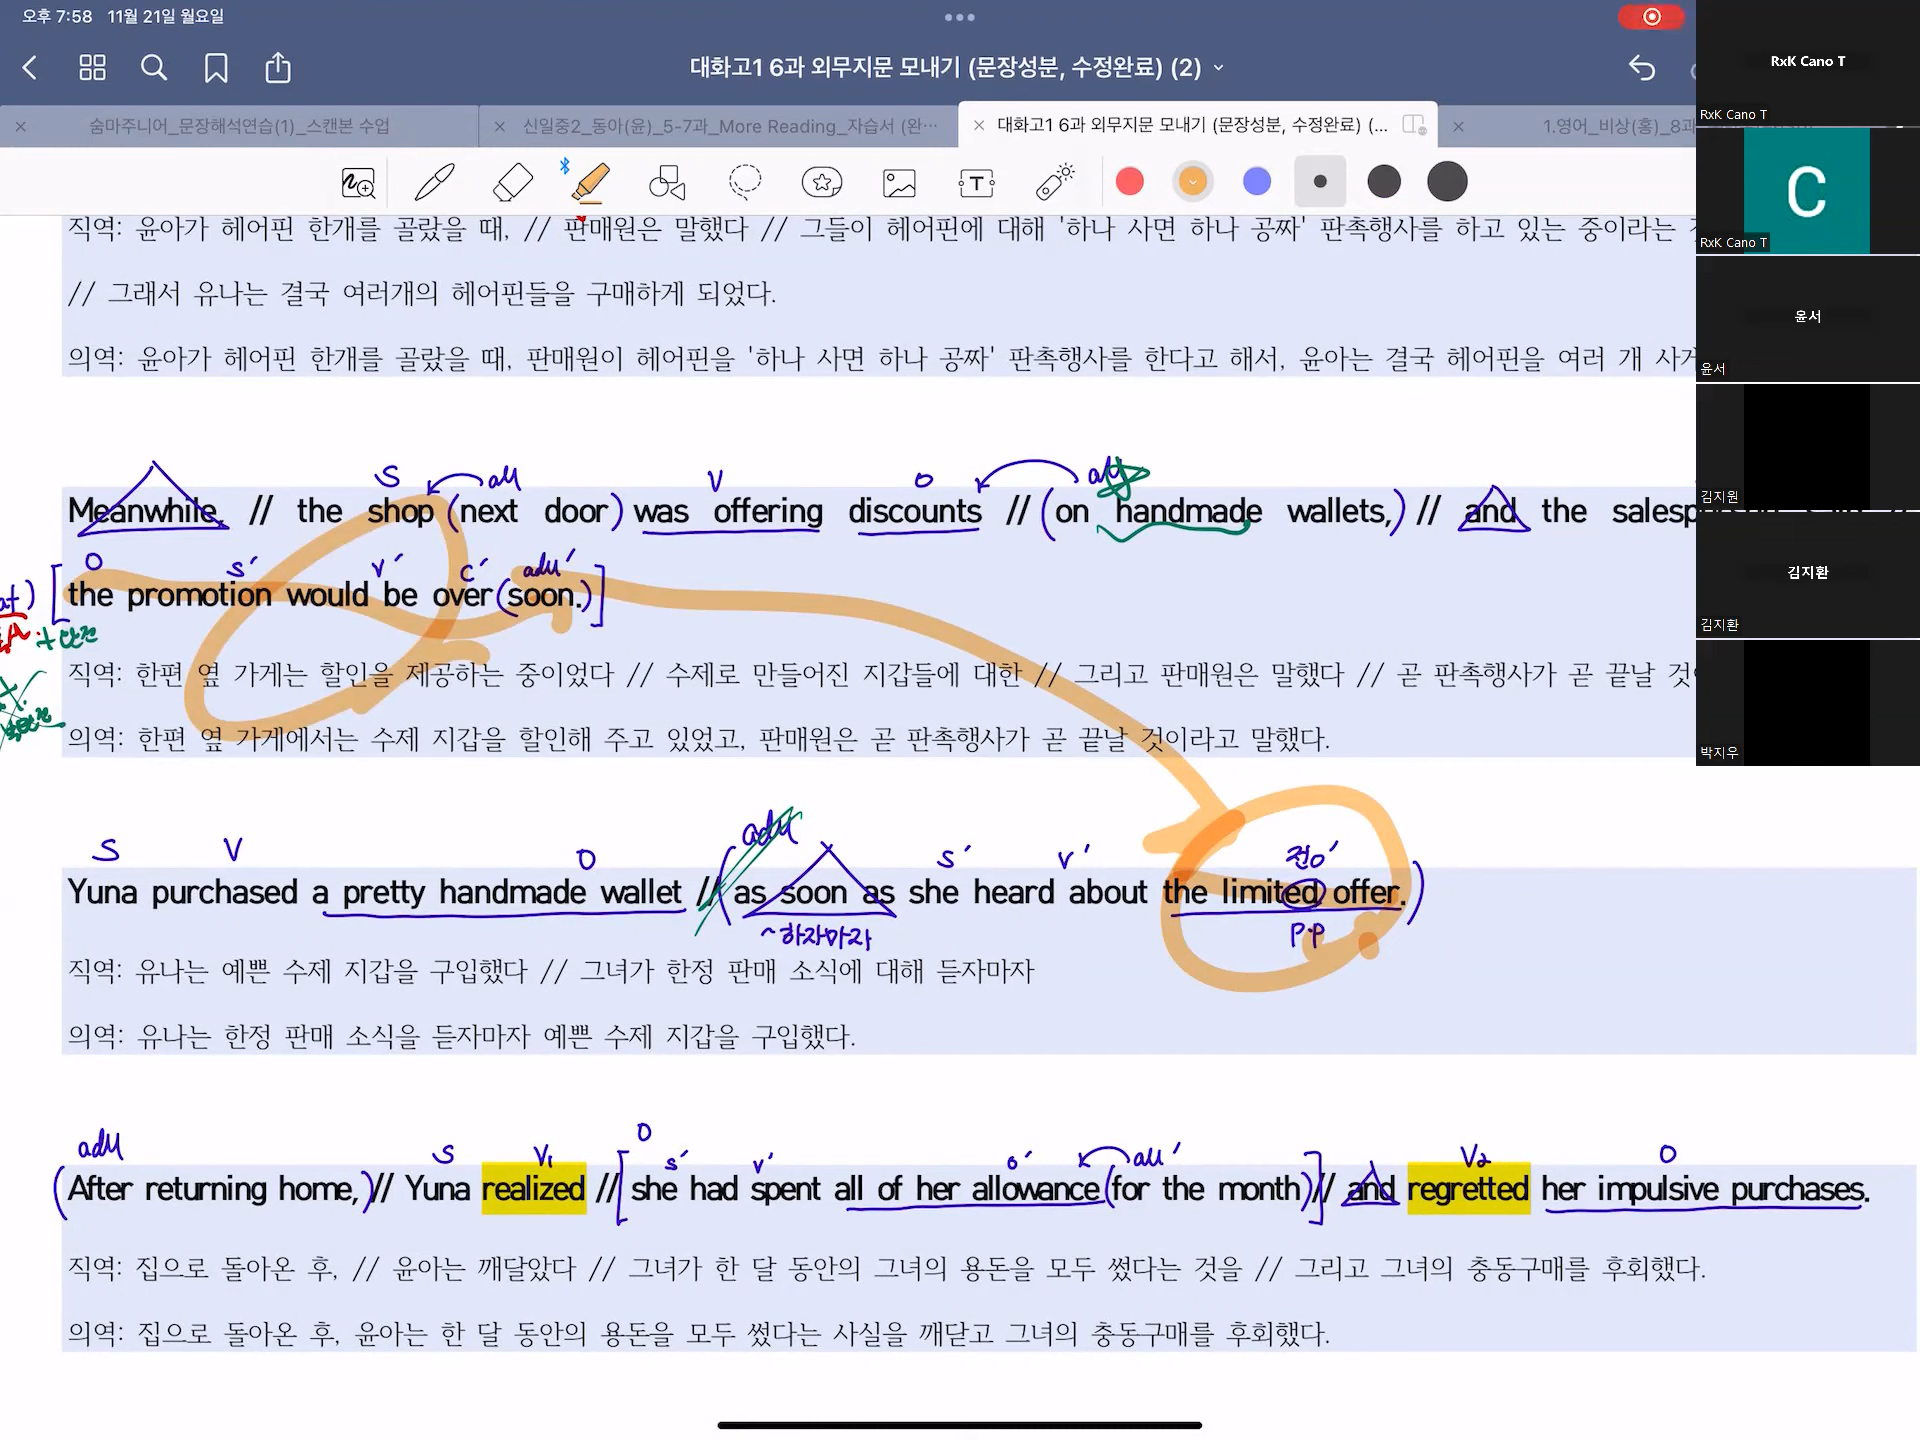 오후 7:58 11월 21일 월요일
대화고1 6과 외무지문 모내기 (문장성분, 수정완료) (2)
숨마주니어_문장해석연습(1)_스캔본 수업
신일중2_동아(윤)_5-7과_More Reading_자습서 (완…
대화고1 6과 외무지문 모내기 (문장성분, 수정완료) (...
1.영어_비상(홍)_8과
RxK Cano T
RxK Cano T
C
RxK Cano T
윤서
윤서
김지원
김지환
김지환
박지우
직역: 윤아가 헤어핀 한개를 골랐을 때, // 판매원은 말했다 // 그들이 헤어핀에 대해 '하나 사면 하나 공짜' 판촉행사를 하고 있는 중이라는
// 그래서 유나는 결국 여러개의 헤어핀들을 구매하게 되었다.
의역: 윤아가 헤어핀 한개를 골랐을 때, 판매원이 헤어핀을 '하나 사면 하나 공짜' 판촉행사를 한다고 해서, 윤아는 결국 헤어핀을 여러 개 사게
S V O
Meanwhile, // the shop (next door) was offering discounts // (on handmade wallets,) // and the salesp
O s' v' c' adv'
[the promotion would be over (soon.)]
직역: 한편 옆 가게는 할인을 제공하는 중이었다 // 수제로 만들어진 지갑들에 대한 // 그리고 판매원은 말했다 // 곧 판촉행사가 곧 끝날 것
의역: 한편 옆 가게에서는 수제 지갑을 할인해 주고 있었고, 판매원은 곧 판촉행사가 곧 끝날 것이라고 말했다.
S V O adv s' v' 전o'
Yuna purchased a pretty handmade wallet // (as soon as she heard about the limited offer.)
~하자마자 P.P
직역: 유나는 예쁜 수제 지갑을 구입했다 // 그녀가 한정 판매 소식에 대해 듣자마자
의역: 유나는 한정 판매 소식을 듣자마자 예쁜 수제 지갑을 구입했다.
adv S V1 O s' v' o' V2 O
(After returning home,) // Yuna realized // [she had spent all of her allowance (for the month)] // and regretted her impulsive purchases.
직역: 집으로 돌아온 후, // 윤아는 깨달았다 // 그녀가 한 달 동안의 그녀의 용돈을 모두 썼다는 것을 // 그리고 그녀의 충동구매를 후회했다.
의역: 집으로 돌아온 후, 윤아는 한 달 동안의 용돈을 모두 썼다는 사실을 깨닫고 그녀의 충동구매를 후회했다.